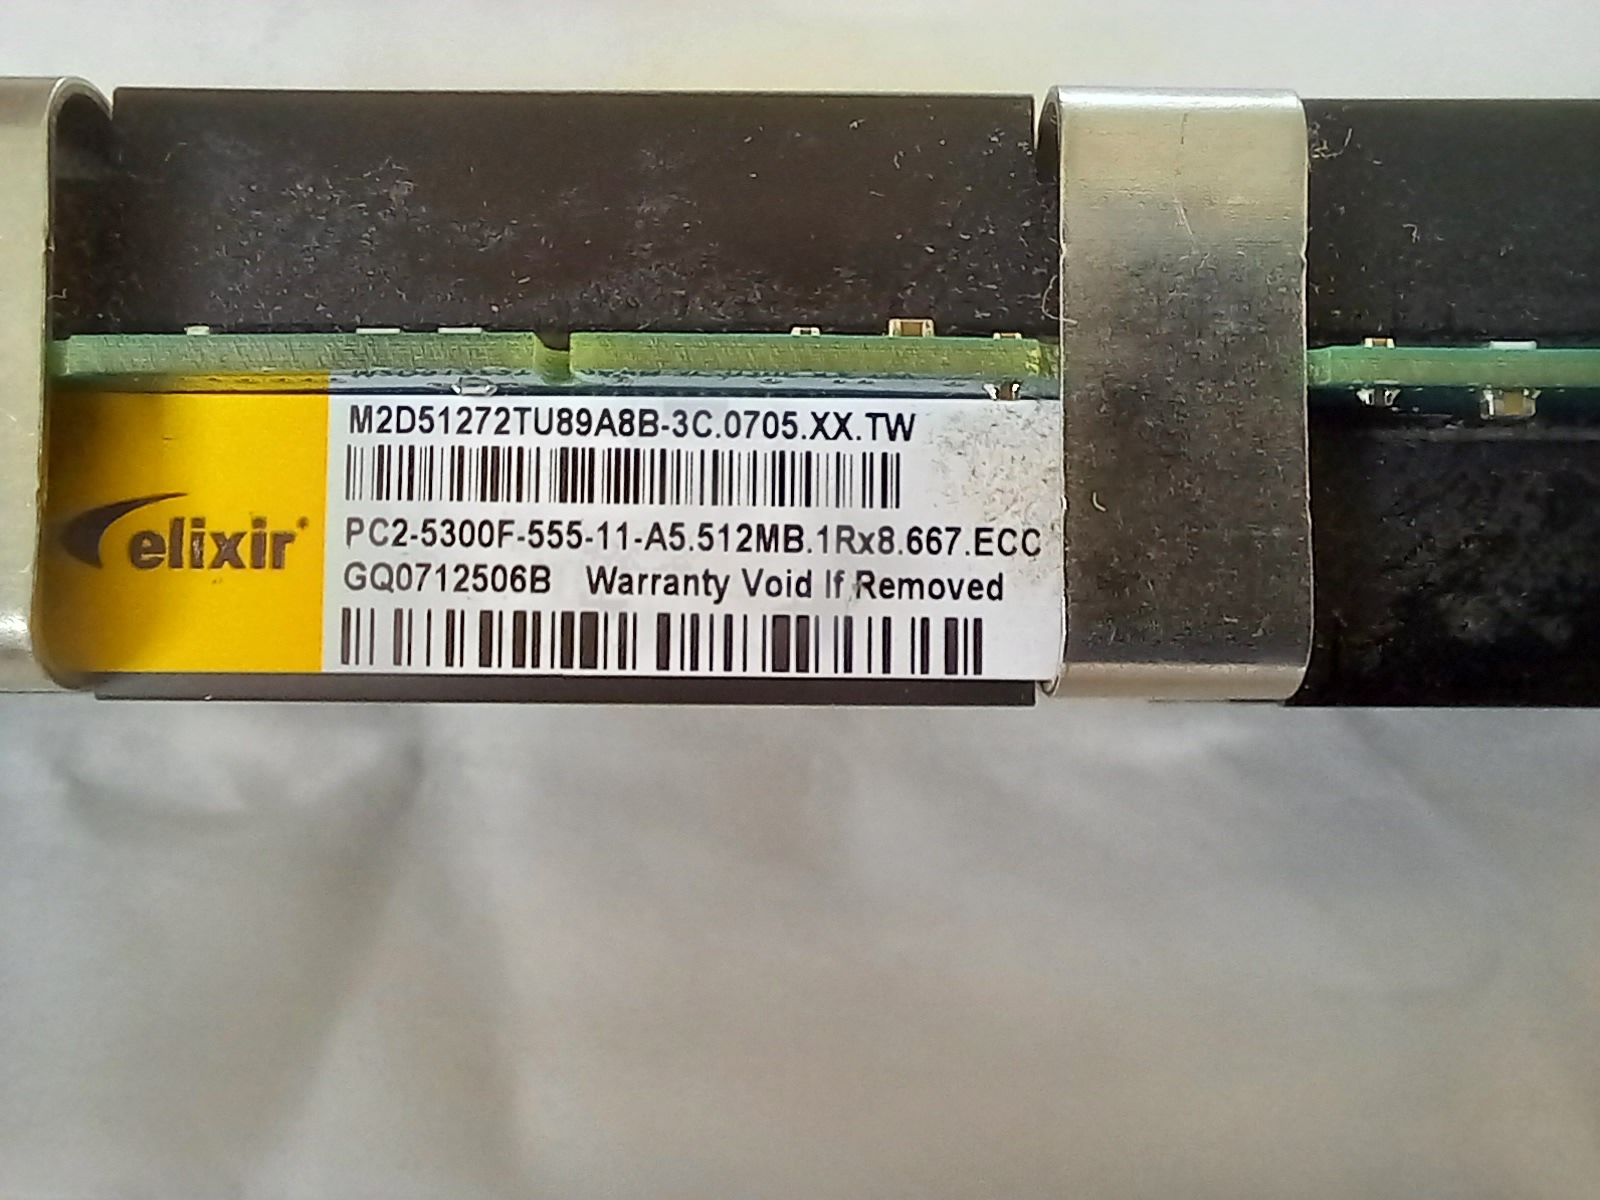 M2D51272TU89A8B-3C.0705.XX.TW
elixir
PC2-5300F-555-11-A5.512MB.1Rx8.667.ECC
GQ0712506B Warranty Void If Removed